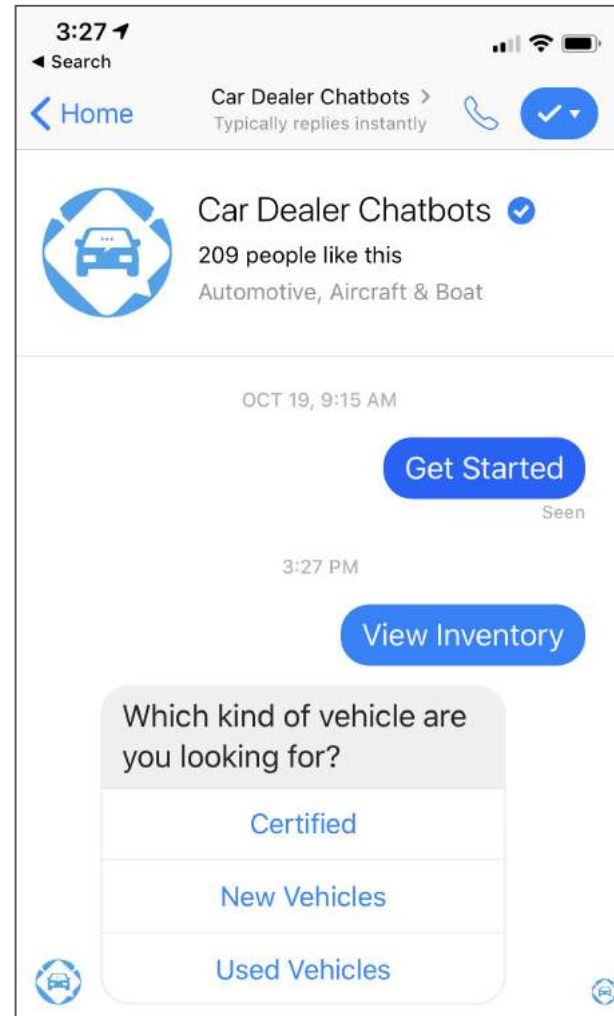 3:27
Search
Home
Car Dealer Chatbots
Typically replies instantly
Car Dealer Chatbots
209 people like this
Automotive, Aircraft & Boat
OCT 19, 9:15 AM
Get Started
Seen
3:27 PM
View Inventory
Which kind of vehicle are
you looking for?
Certified
New Vehicles
Used Vehicles